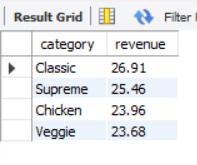 Result Grid Filter
category revenue
Classic 26.91
Supreme 25.46
Chicken 23.96
Veggie 23.68